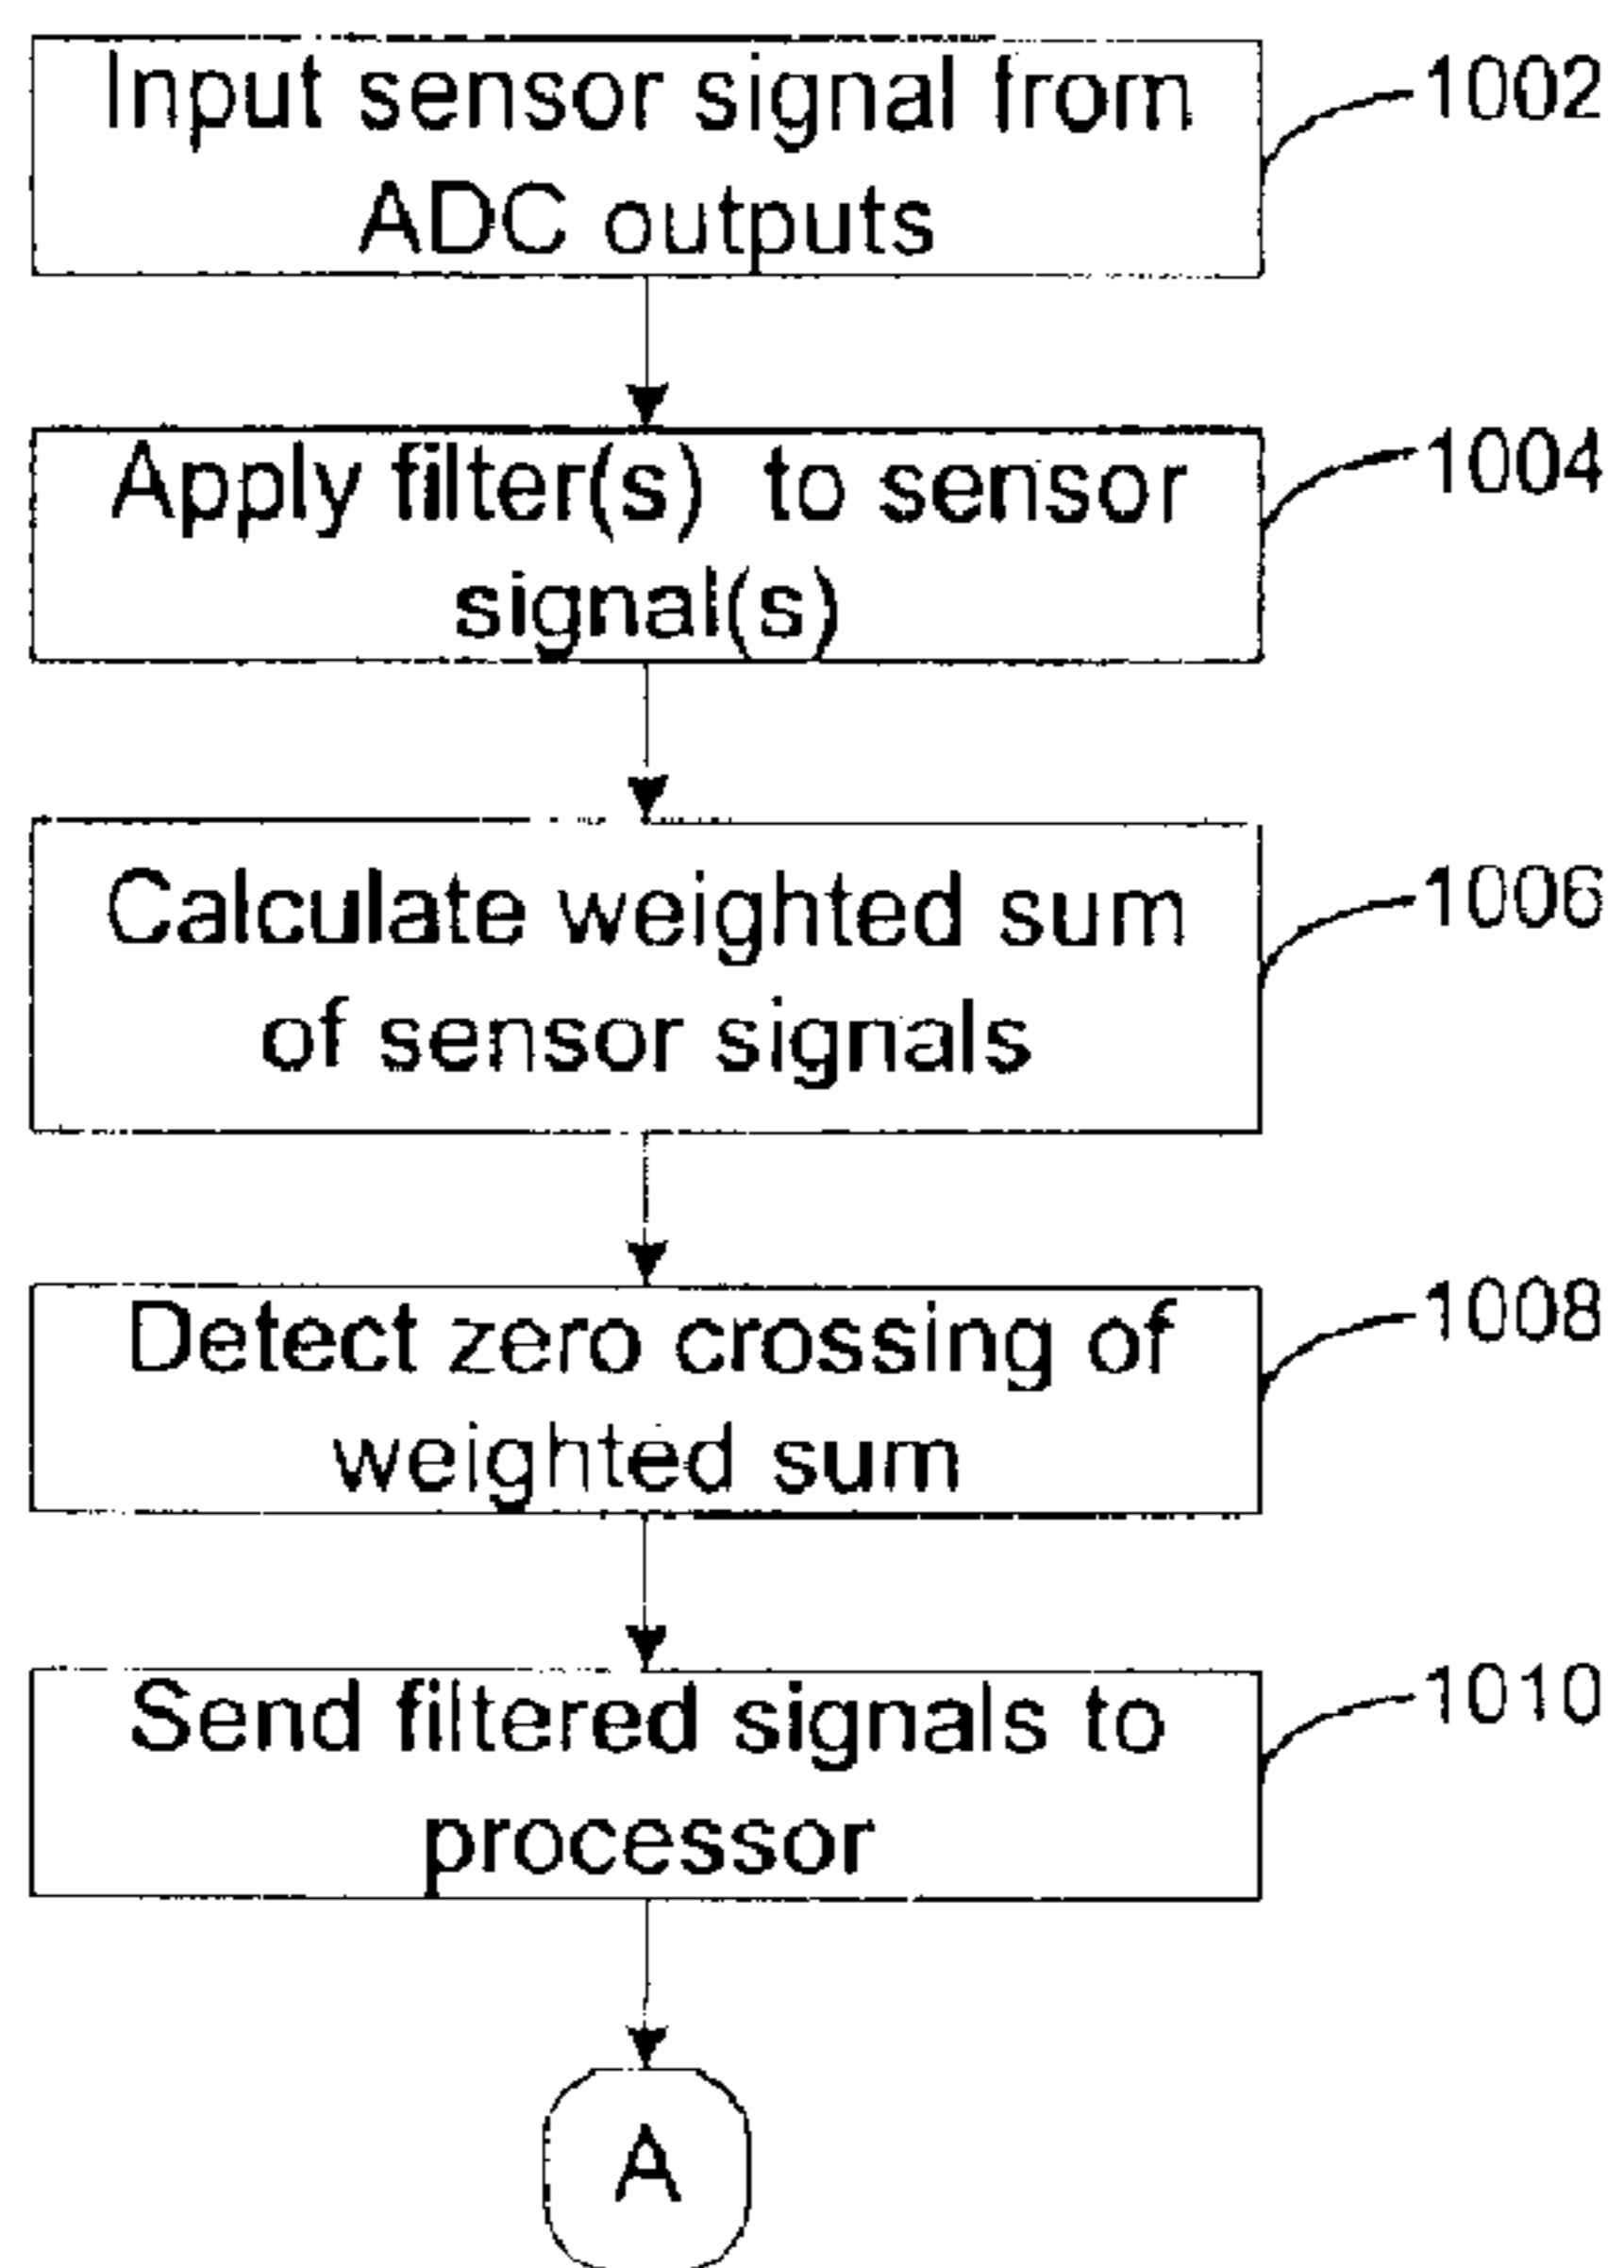 Input sensor signal from
ADC outputs
1002
Apply filter(s) to sensor
signal(s)
1004
Calculate weighted sum
of sensor signals
1006
Detect zero crossing of
weighted sum
1008
Send filtered signals to
processor
1010
A